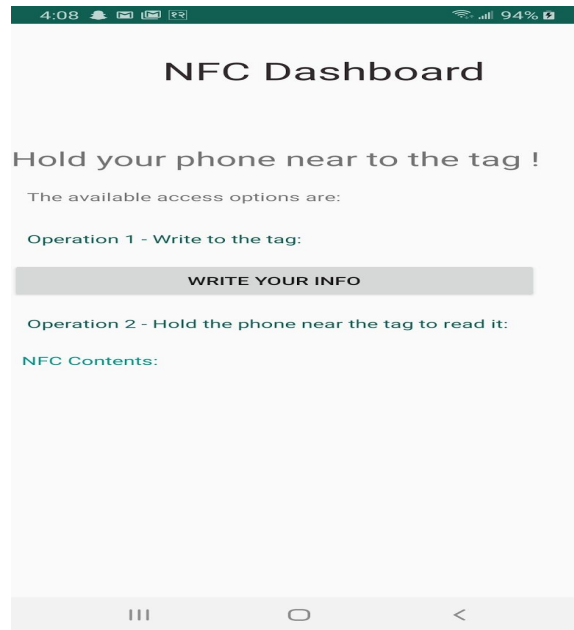 4:08 १२ 94%
NFC Dashboard
Hold your phone near to the tag !
The available access options are:
Operation 1 - Write to the tag:
WRITE YOUR INFO
Operation 2 - Hold the phone near the tag to read it:
NFC Contents: